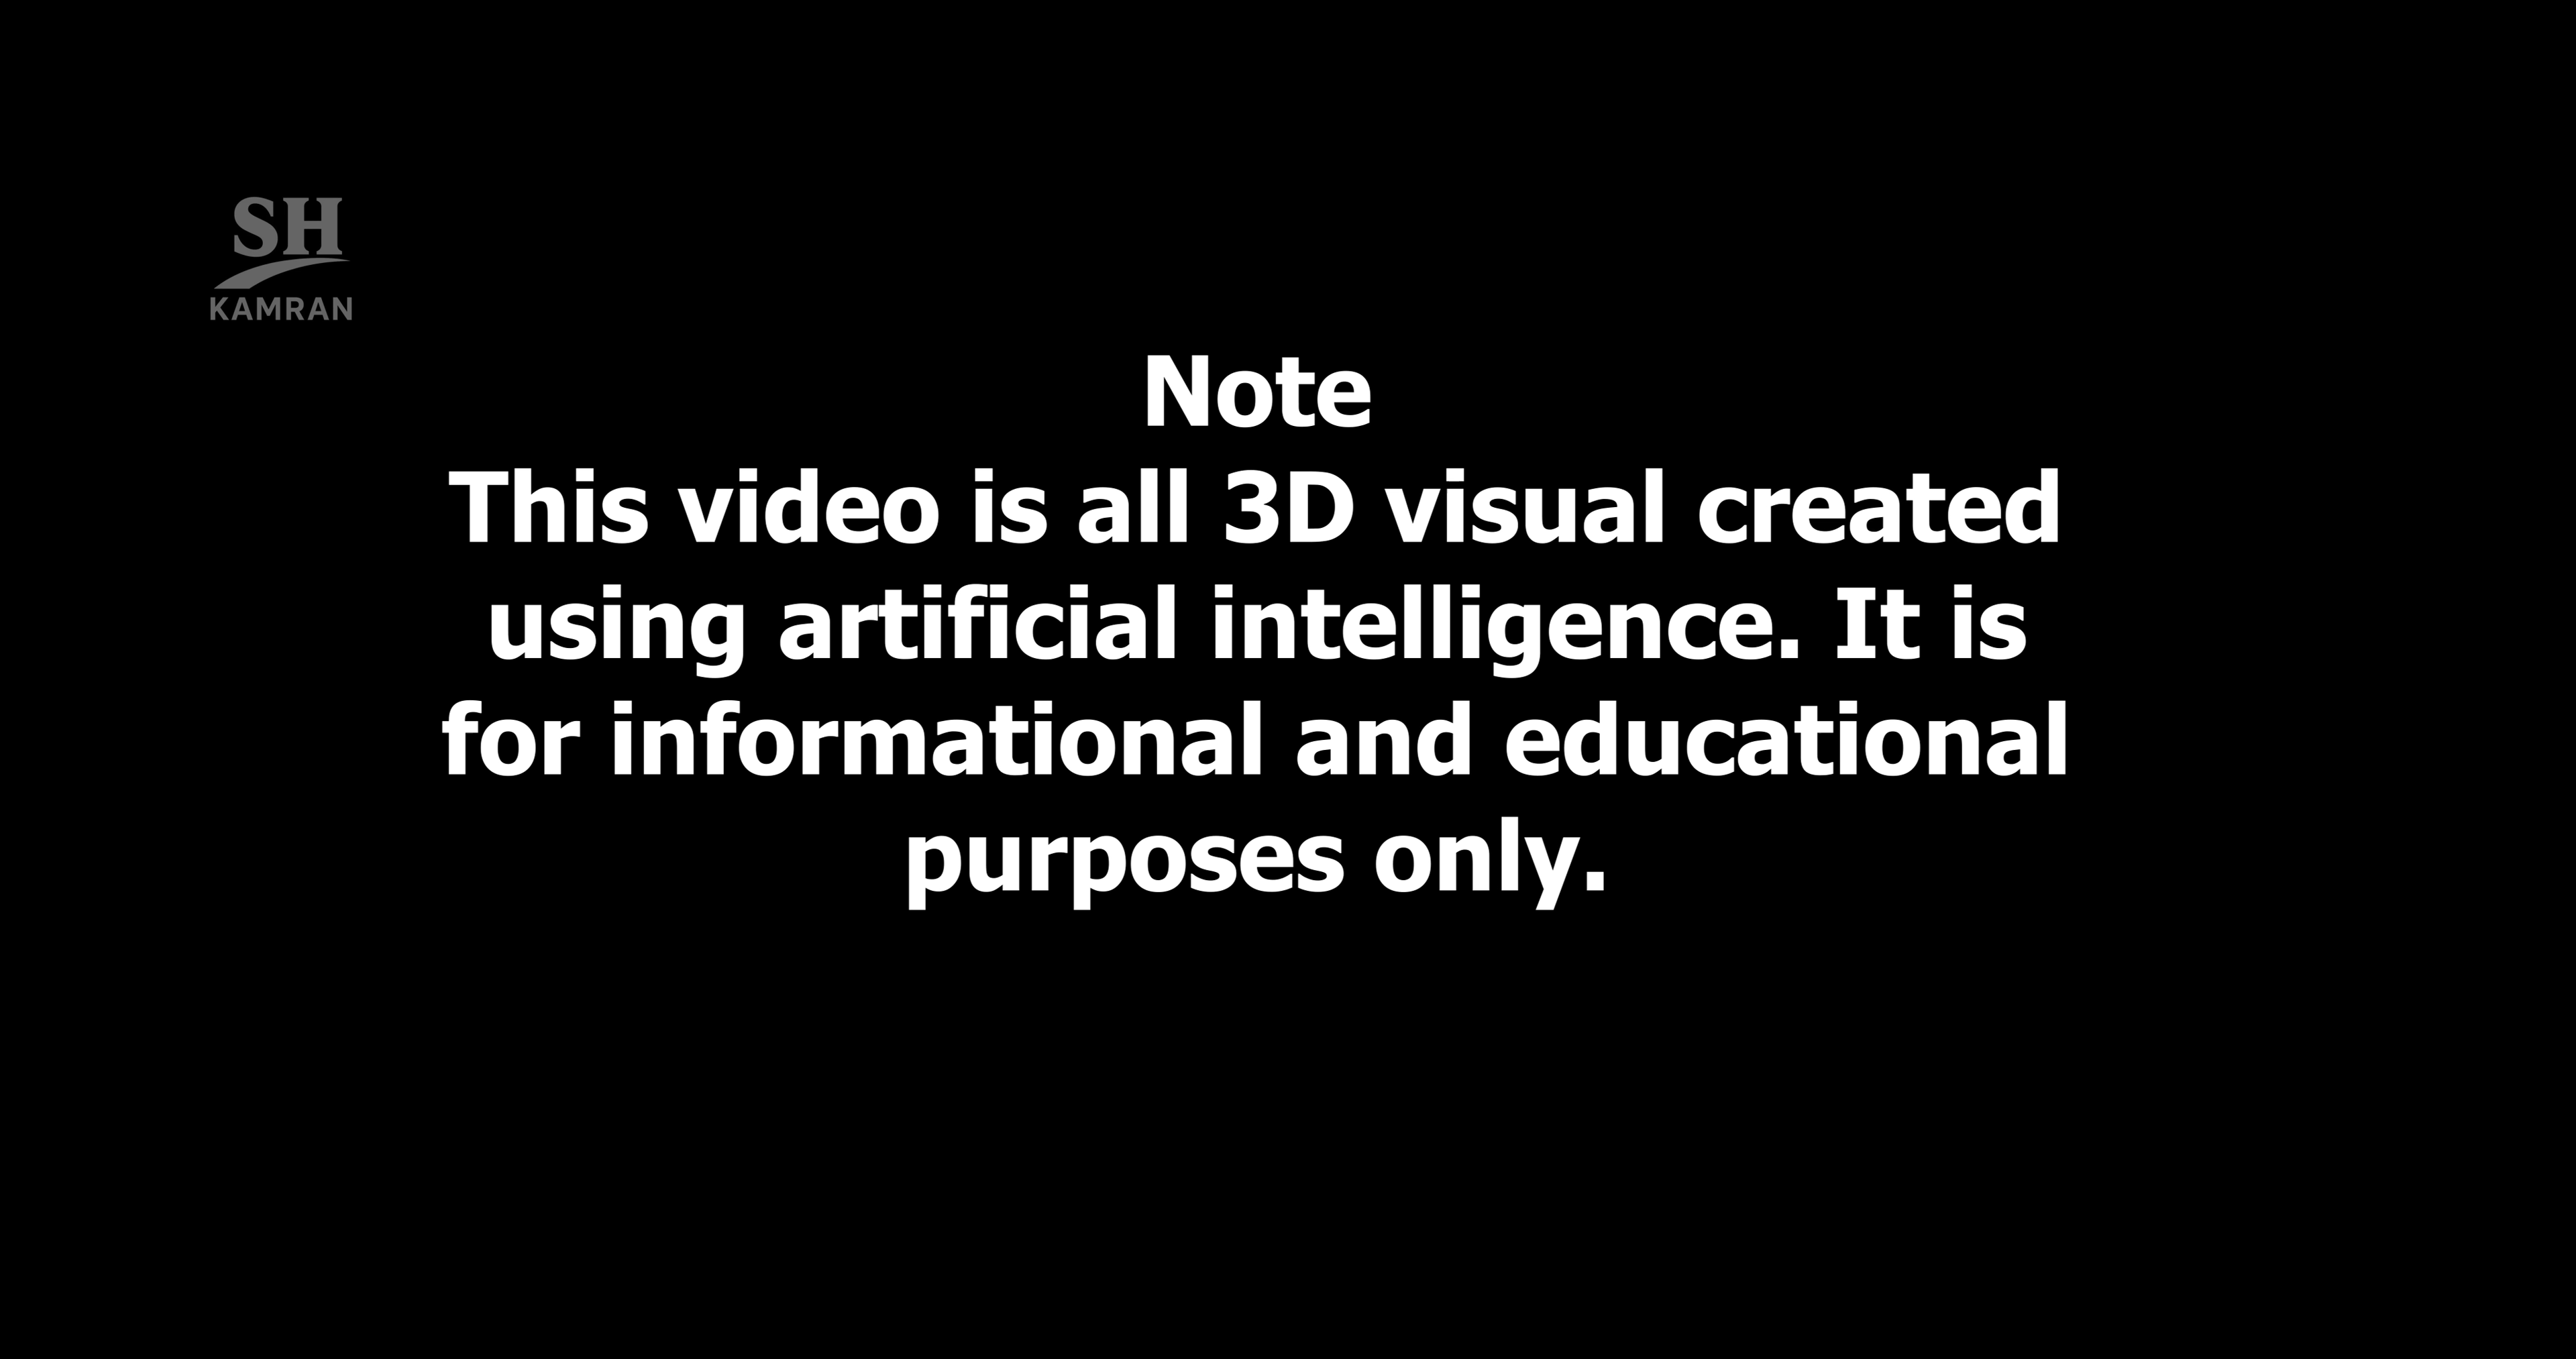 SH
KAMRAN
Note
This video is all 3D visual created
using artificial intelligence. It is
for informational and educational
purposes only.